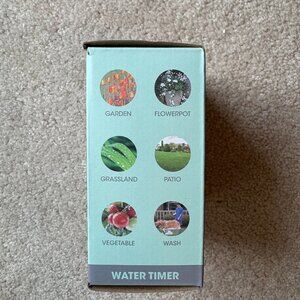 GARDEN FLOWERPOT
GRASSLAND PATIO
VEGETABLE WASH
WATER TIMER